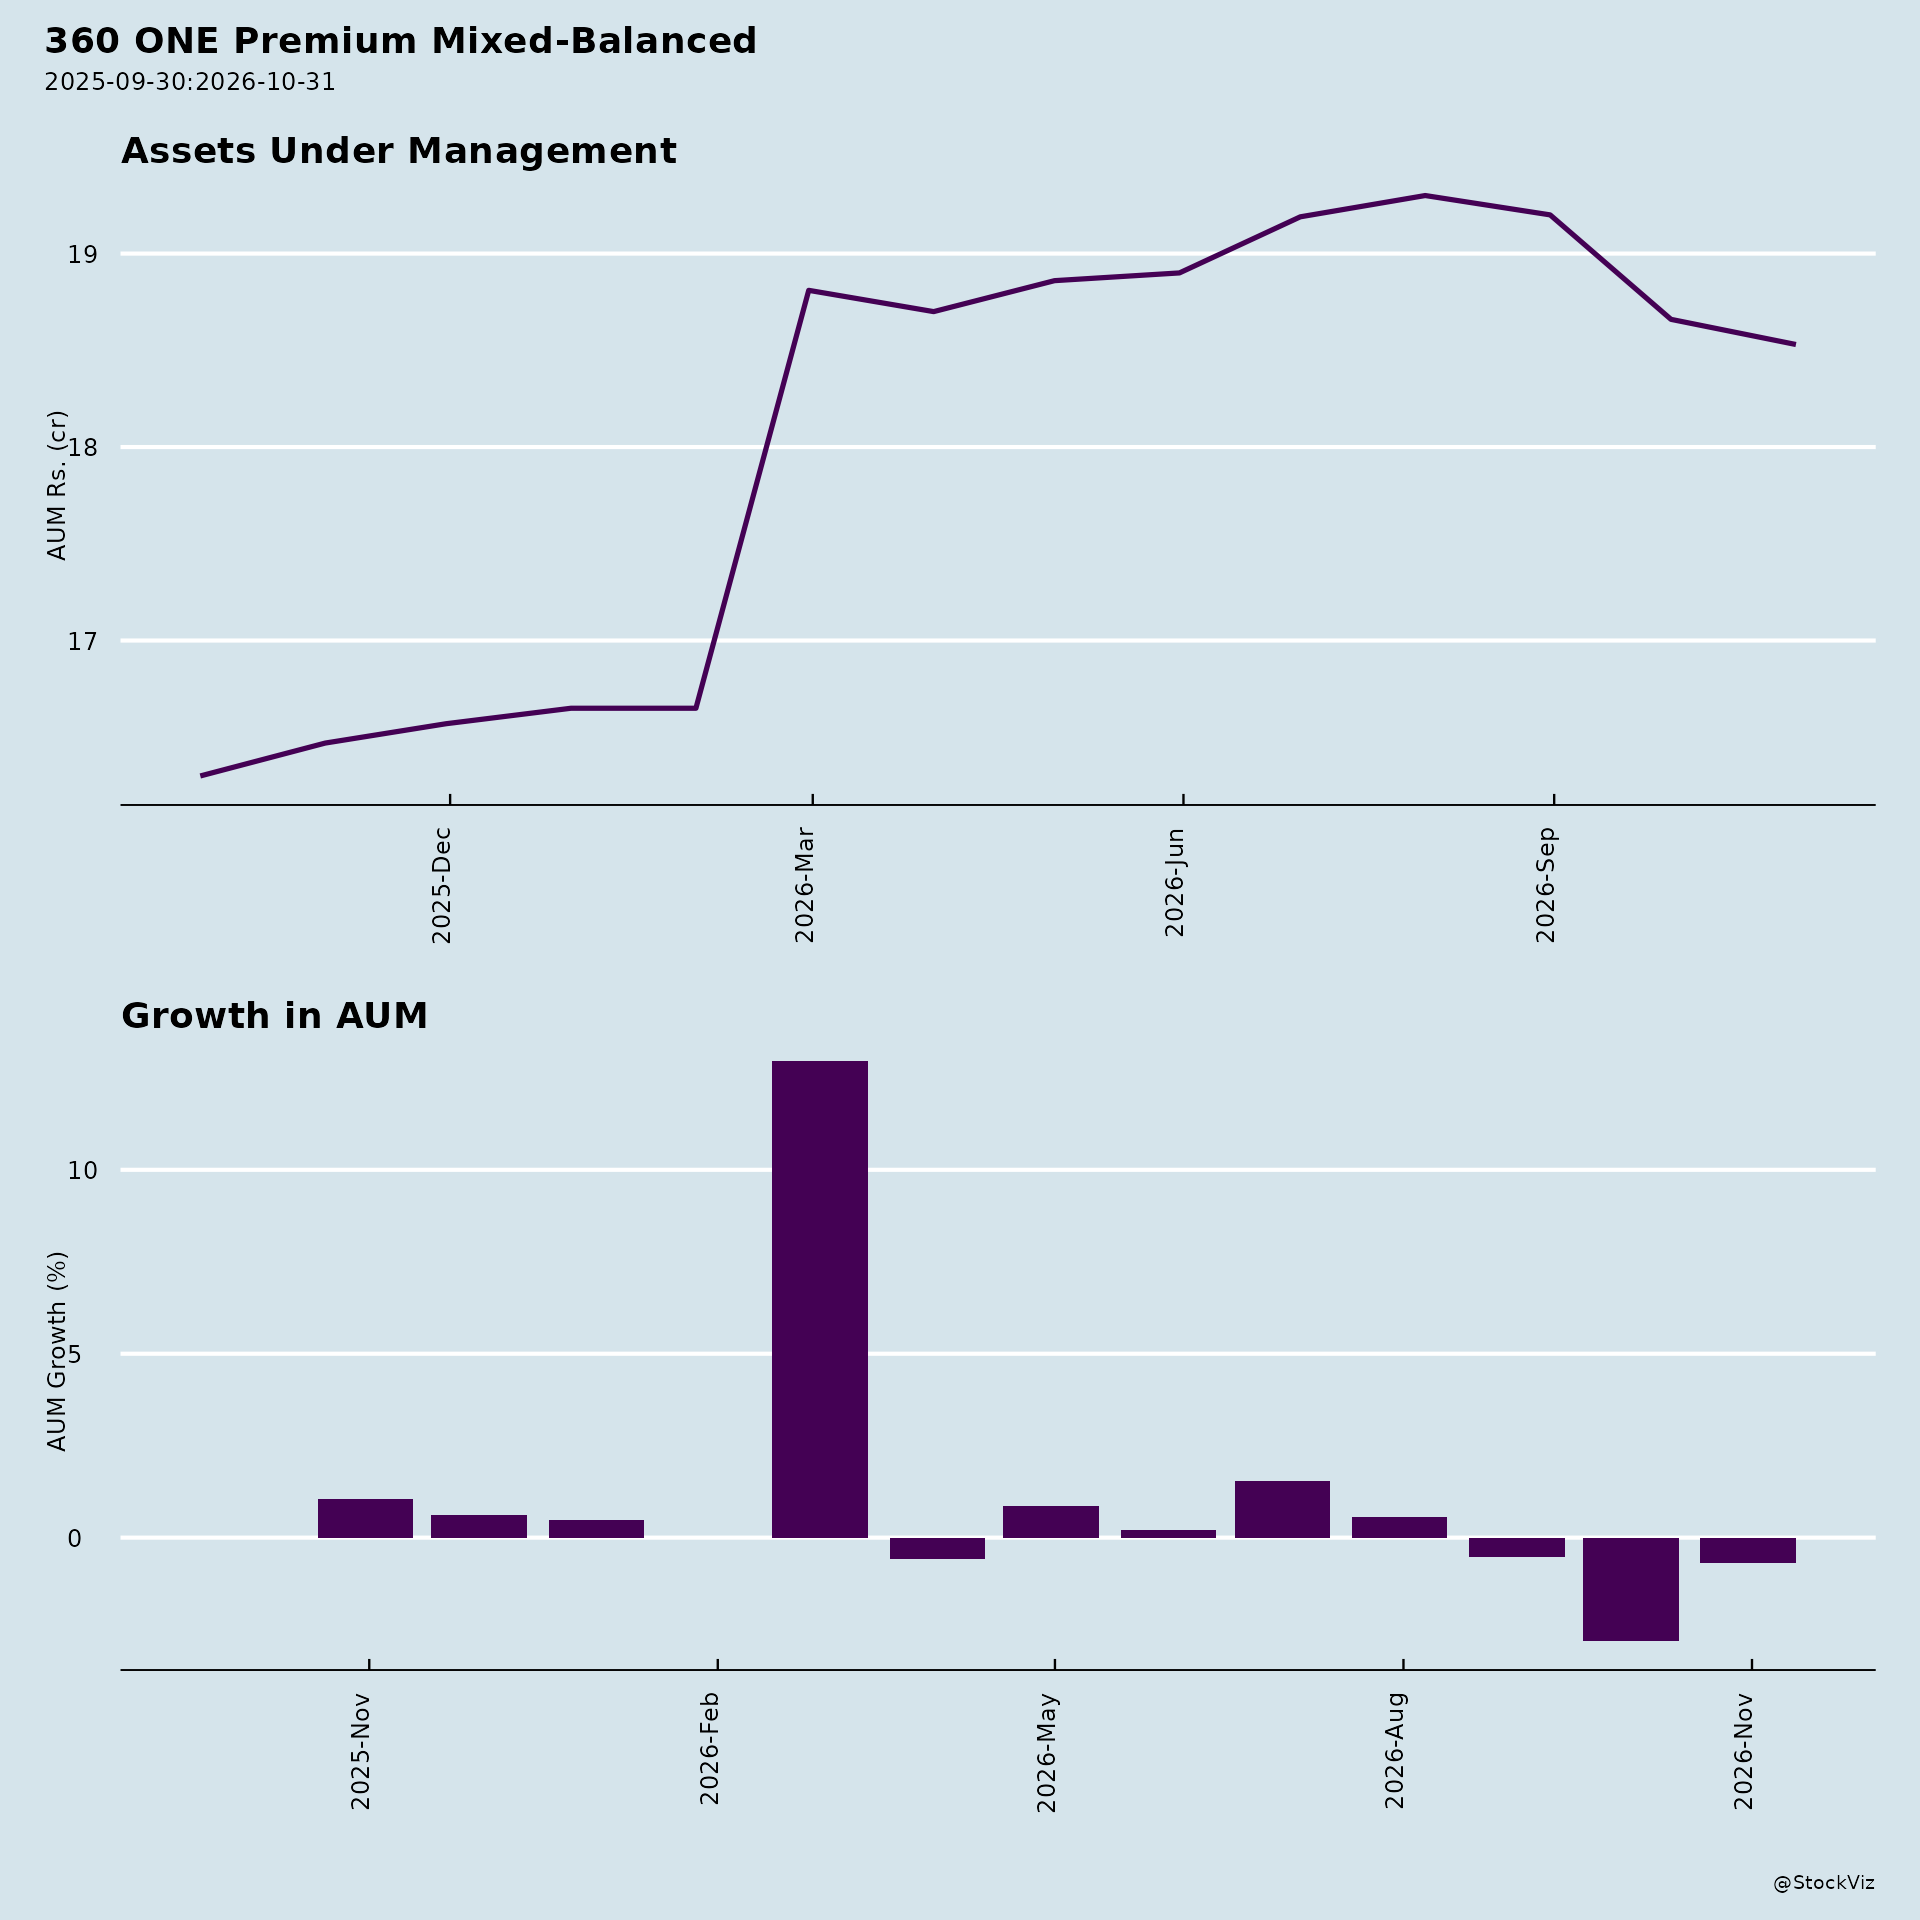 360 ONE Premium Mixed-Balanced
2025-09-30:2026-10-31
Assets Under Management
AUM Rs. (cr)
19
18
17
2025-Dec
2026-Mar
2026-Jun
2026-Sep
Growth in AUM
AUM Growth (%)
10
5
0
2025-Nov
2026-Feb
2026-May
2026-Aug
2026-Nov
@StockViz